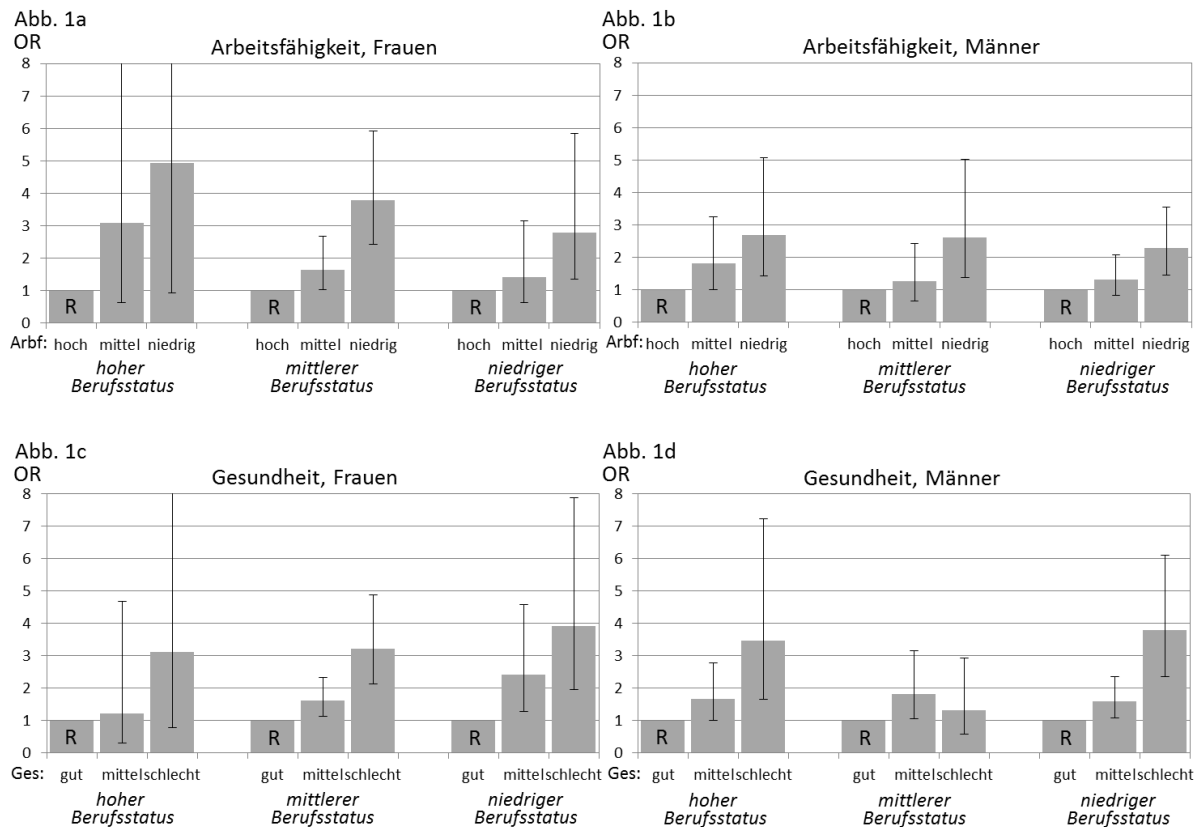 Abb. 1a
OR
Arbeitsfähigkeit, Frauen
8
7
6
5
4
3
2
1
0
R R R
Arbf: hoch mittel niedrig hoch mittel niedrig hoch mittel niedrig
hoher mittlerer niedriger
Berufsstatus Berufsstatus Berufsstatus
Abb. 1b
OR
Arbeitsfähigkeit, Männer
8
7
6
5
4
3
2
1
0
R R R
Arbf: hoch mittel niedrig hoch mittel niedrig hoch mittel niedrig
hoher mittlerer niedriger
Berufsstatus Berufsstatus Berufsstatus
Abb. 1c
OR
Gesundheit, Frauen
8
7
6
5
4
3
2
1
0
R R R
Ges: gut mittelschlecht gut mittelschlecht gut mittelschlecht
hoher mittlerer niedriger
Berufsstatus Berufsstatus Berufsstatus
Abb. 1d
OR
Gesundheit, Männer
8
7
6
5
4
3
2
1
0
R R R
Ges: gut mittelschlecht gut mittelschlecht gut mittelschlecht
hoher mittlerer niedriger
Berufsstatus Berufsstatus Berufsstatus